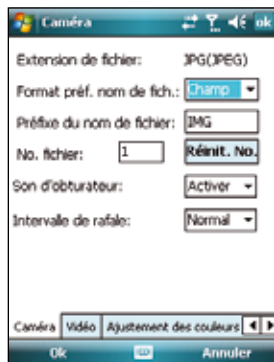 Caméra ok
Extension de fichier: JPG(JPEG)
Format préf. nom de fich.: Champ
Préfixe du nom de fichier: IMG
No. fichier: 1 Réinit. No.
Son d'obturateur: Activer
Intervalle de rafale: Normal
Caméra Vidéo Ajustement des couleurs
Ok Annuler